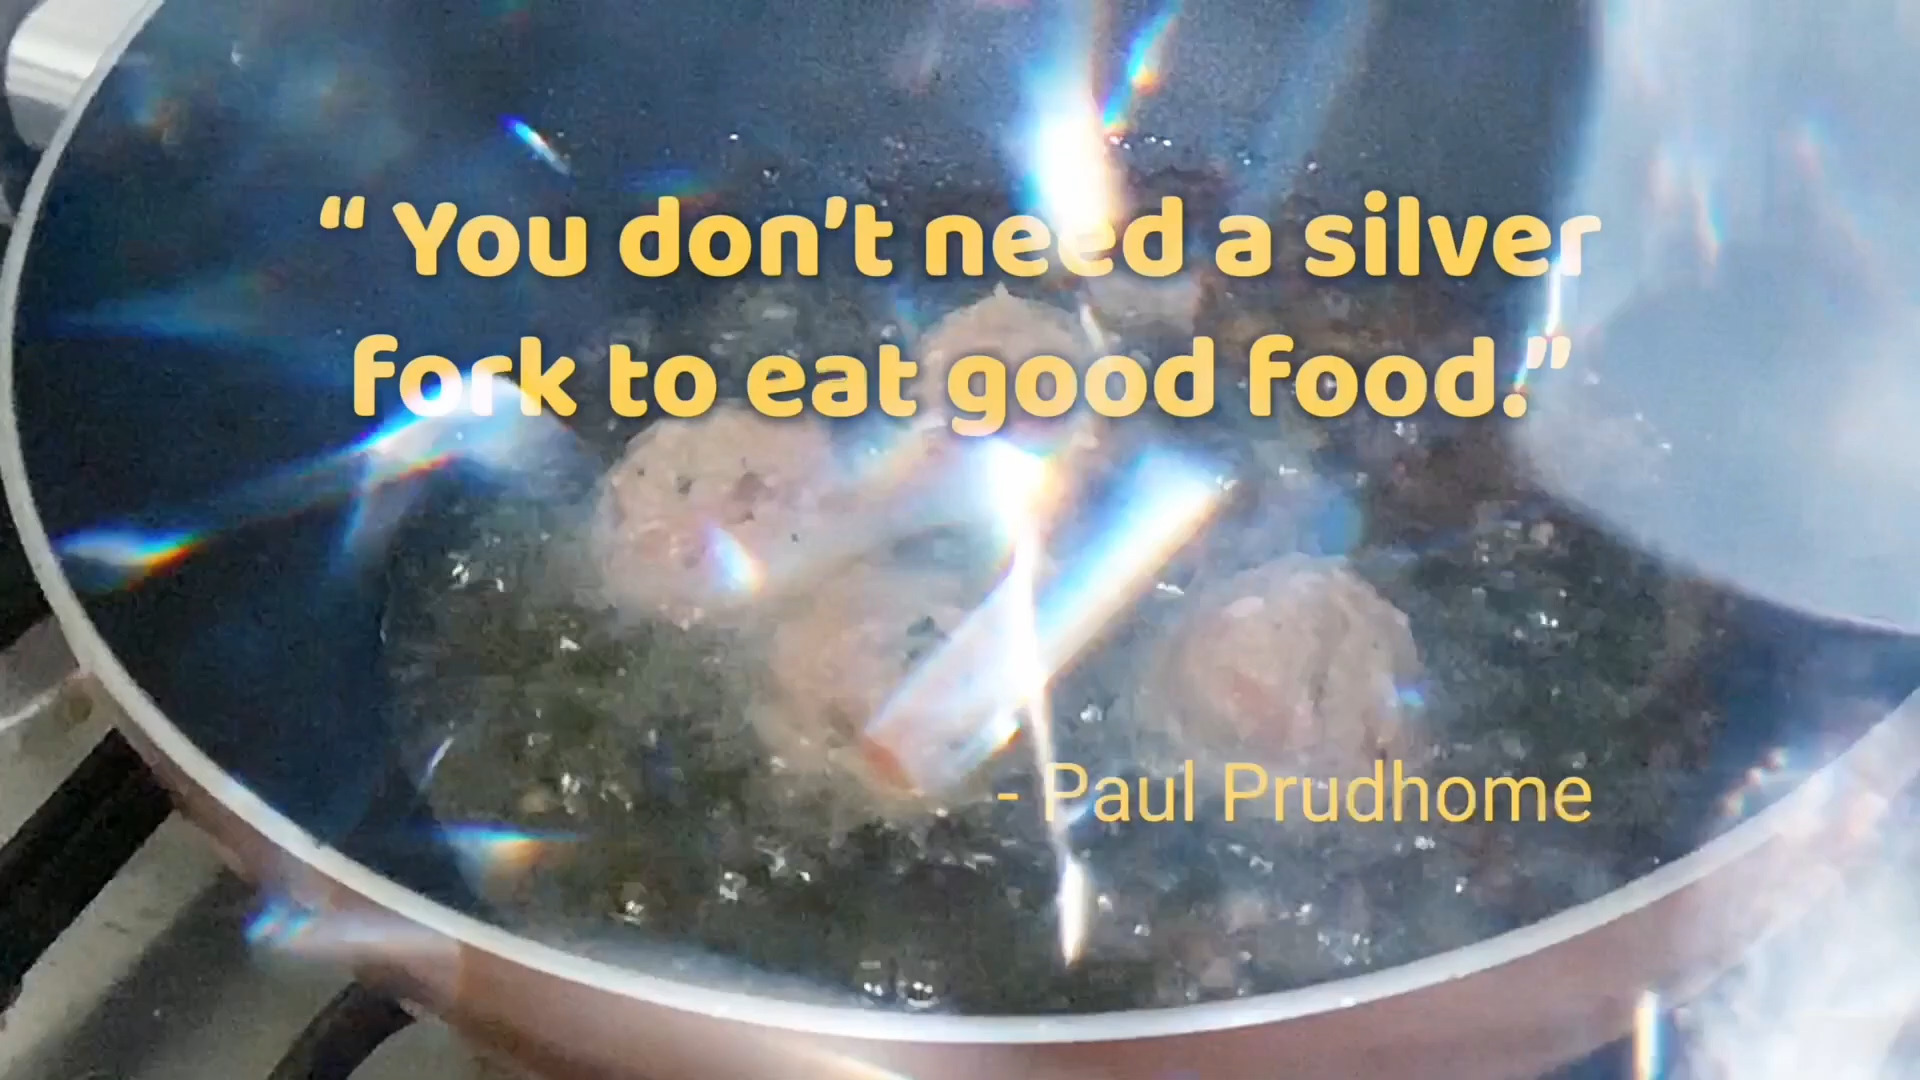 “ You don’t need a silver
fork to eat good food.”
- Paul Prudhome